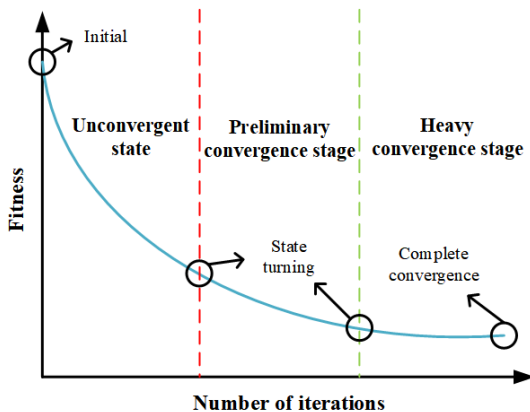 Initial
Unconvergent
state
Preliminary
convergence stage
Heavy
convergence stage
State
turning
Complete
convergence
Fitness
Number of iterations